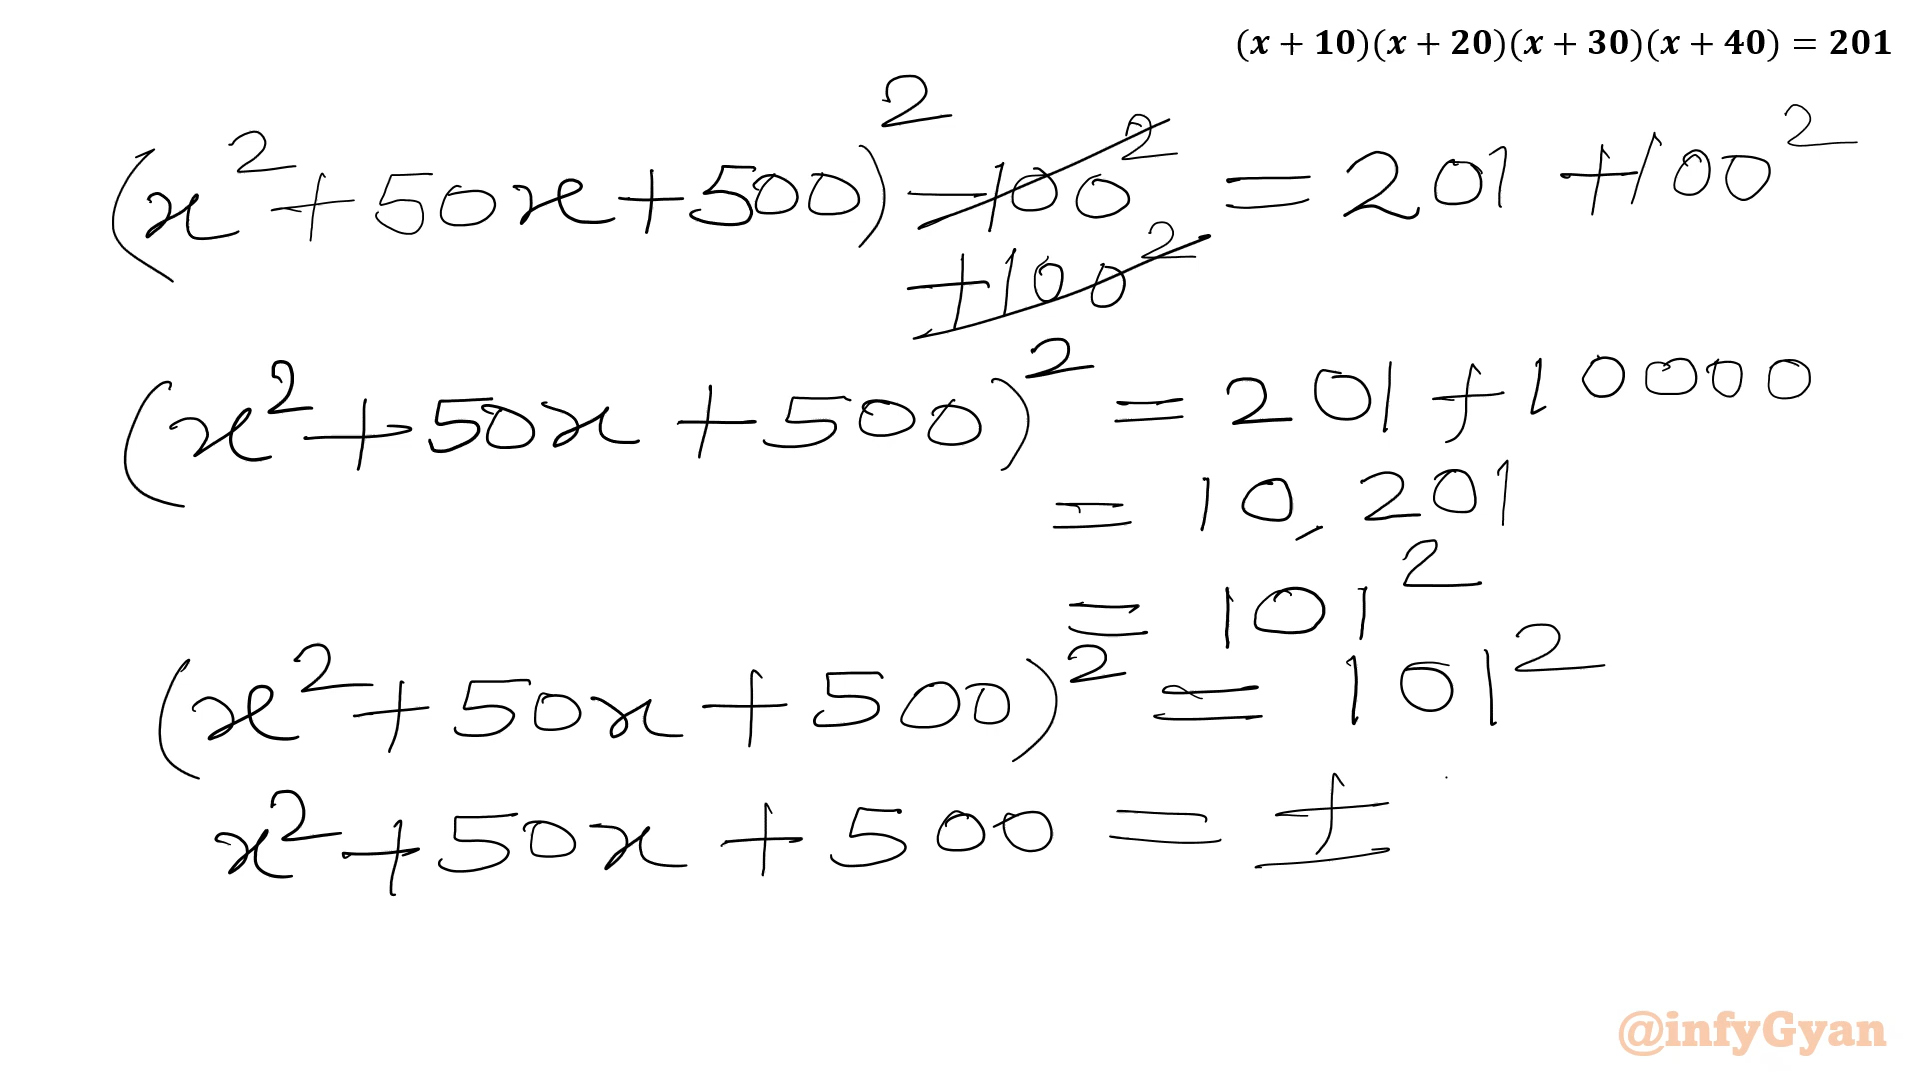 (x + 10)(x + 20)(x + 30)(x + 40) = 201
(x² + 50x + 500)² - 100² = 201 + 100²
+ 100²
(x² + 50x + 500)² = 201 + 10000
= 10,201
= 101²
(x² + 50x + 500)² = 101²
x² + 50x + 500 = ±
@infyGyan